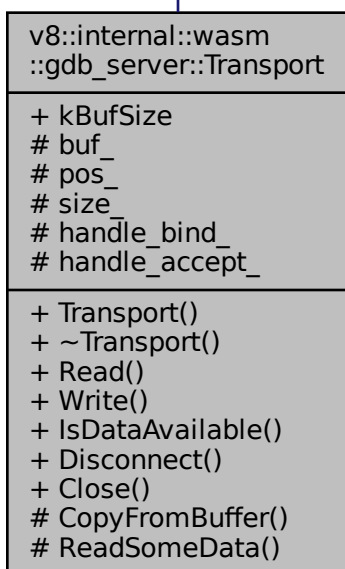 v8::internal::wasm
::gdb_server::Transport
+ kBufSize
# buf_
# pos_
# size_
# handle_bind_
# handle_accept_
+ Transport()
+ ~Transport()
+ Read()
+ Write()
+ IsDataAvailable()
+ Disconnect()
+ Close()
# CopyFromBuffer()
# ReadSomeData()